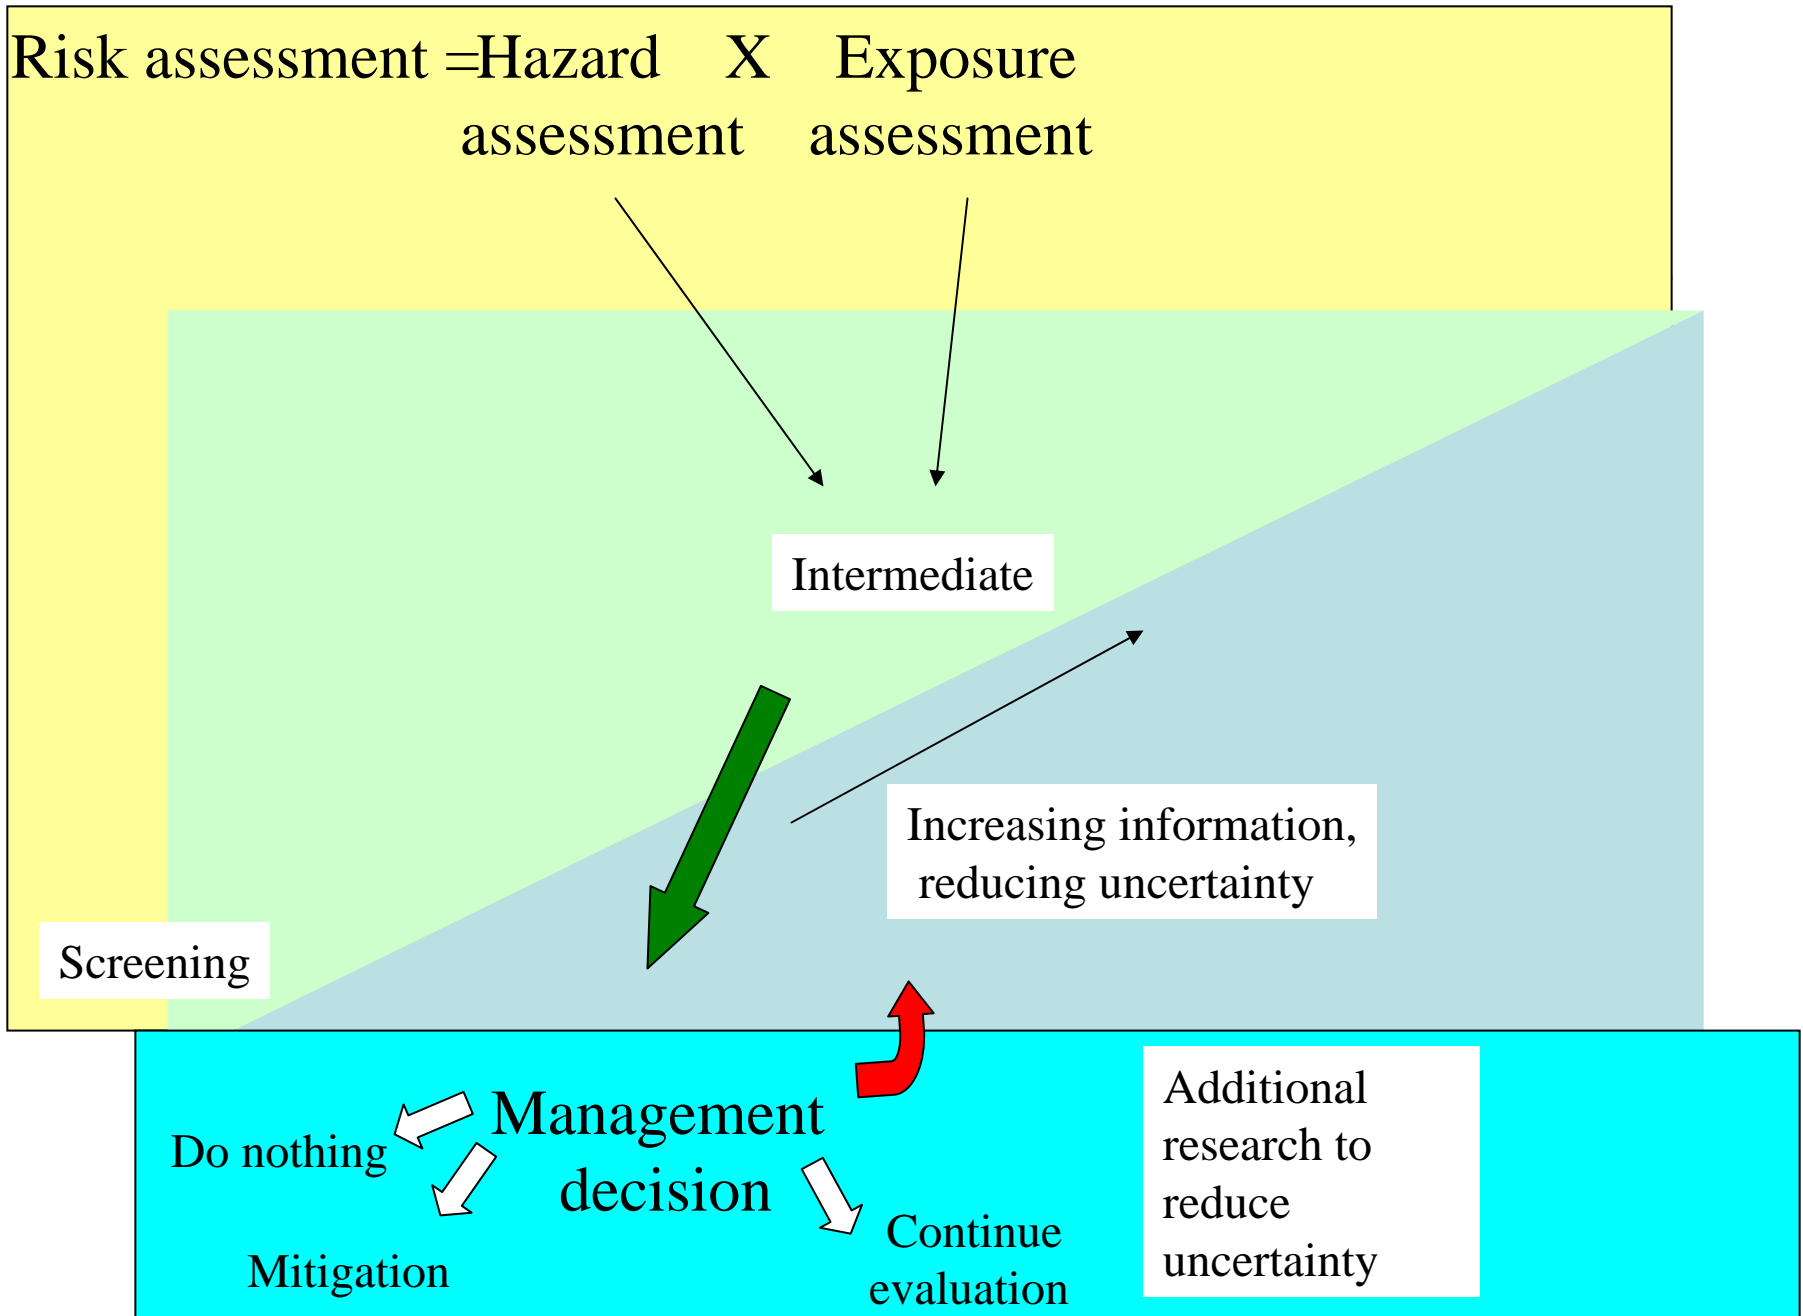 Risk assessment =Hazard X Exposure
assessment assessment
Intermediate
Increasing information,
reducing uncertainty
Screening
Management
decision
Do nothing
Mitigation
Continue
evaluation
Additional
research to
reduce
uncertainty